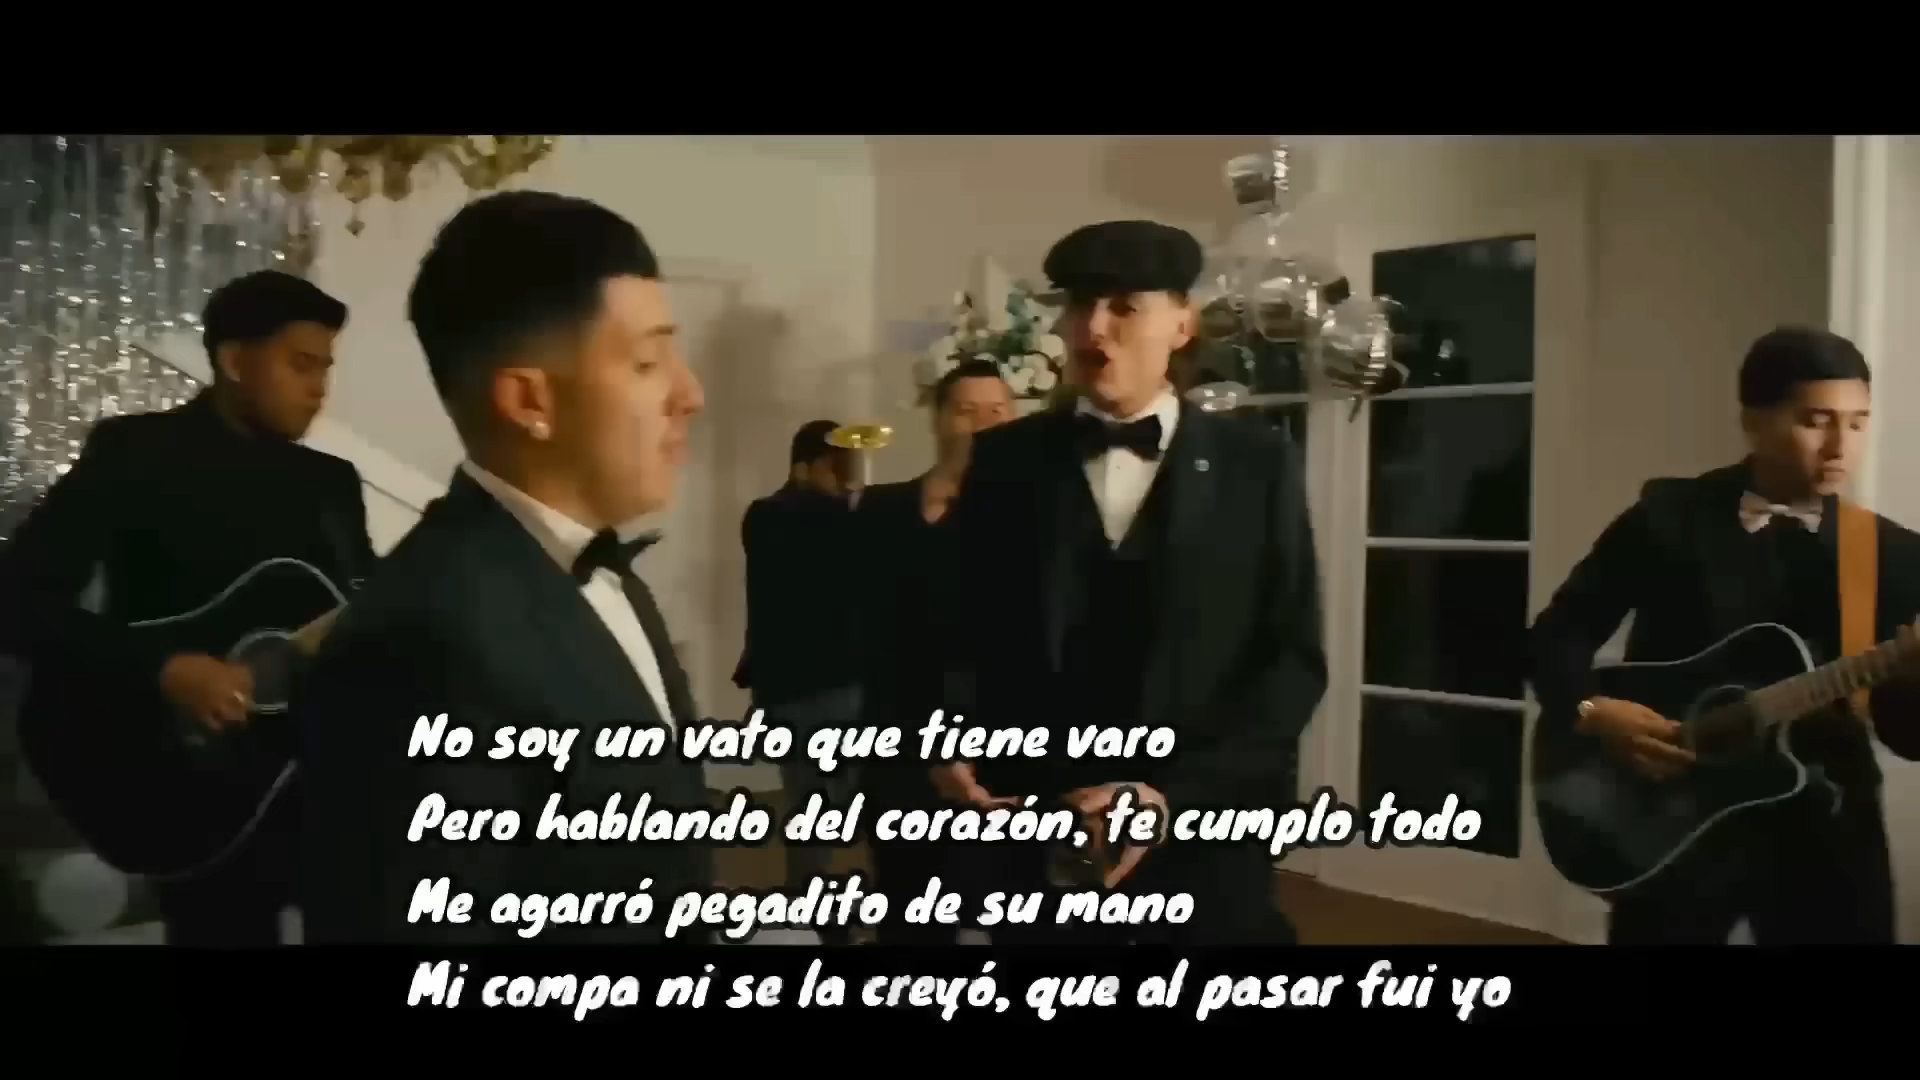 No soy un vato que tiene varo
Pero hablando del corazón, te cumplo todo
Me agarró pegadito de su mano
Mi compa ni se la creyó, que al pasar fui yo